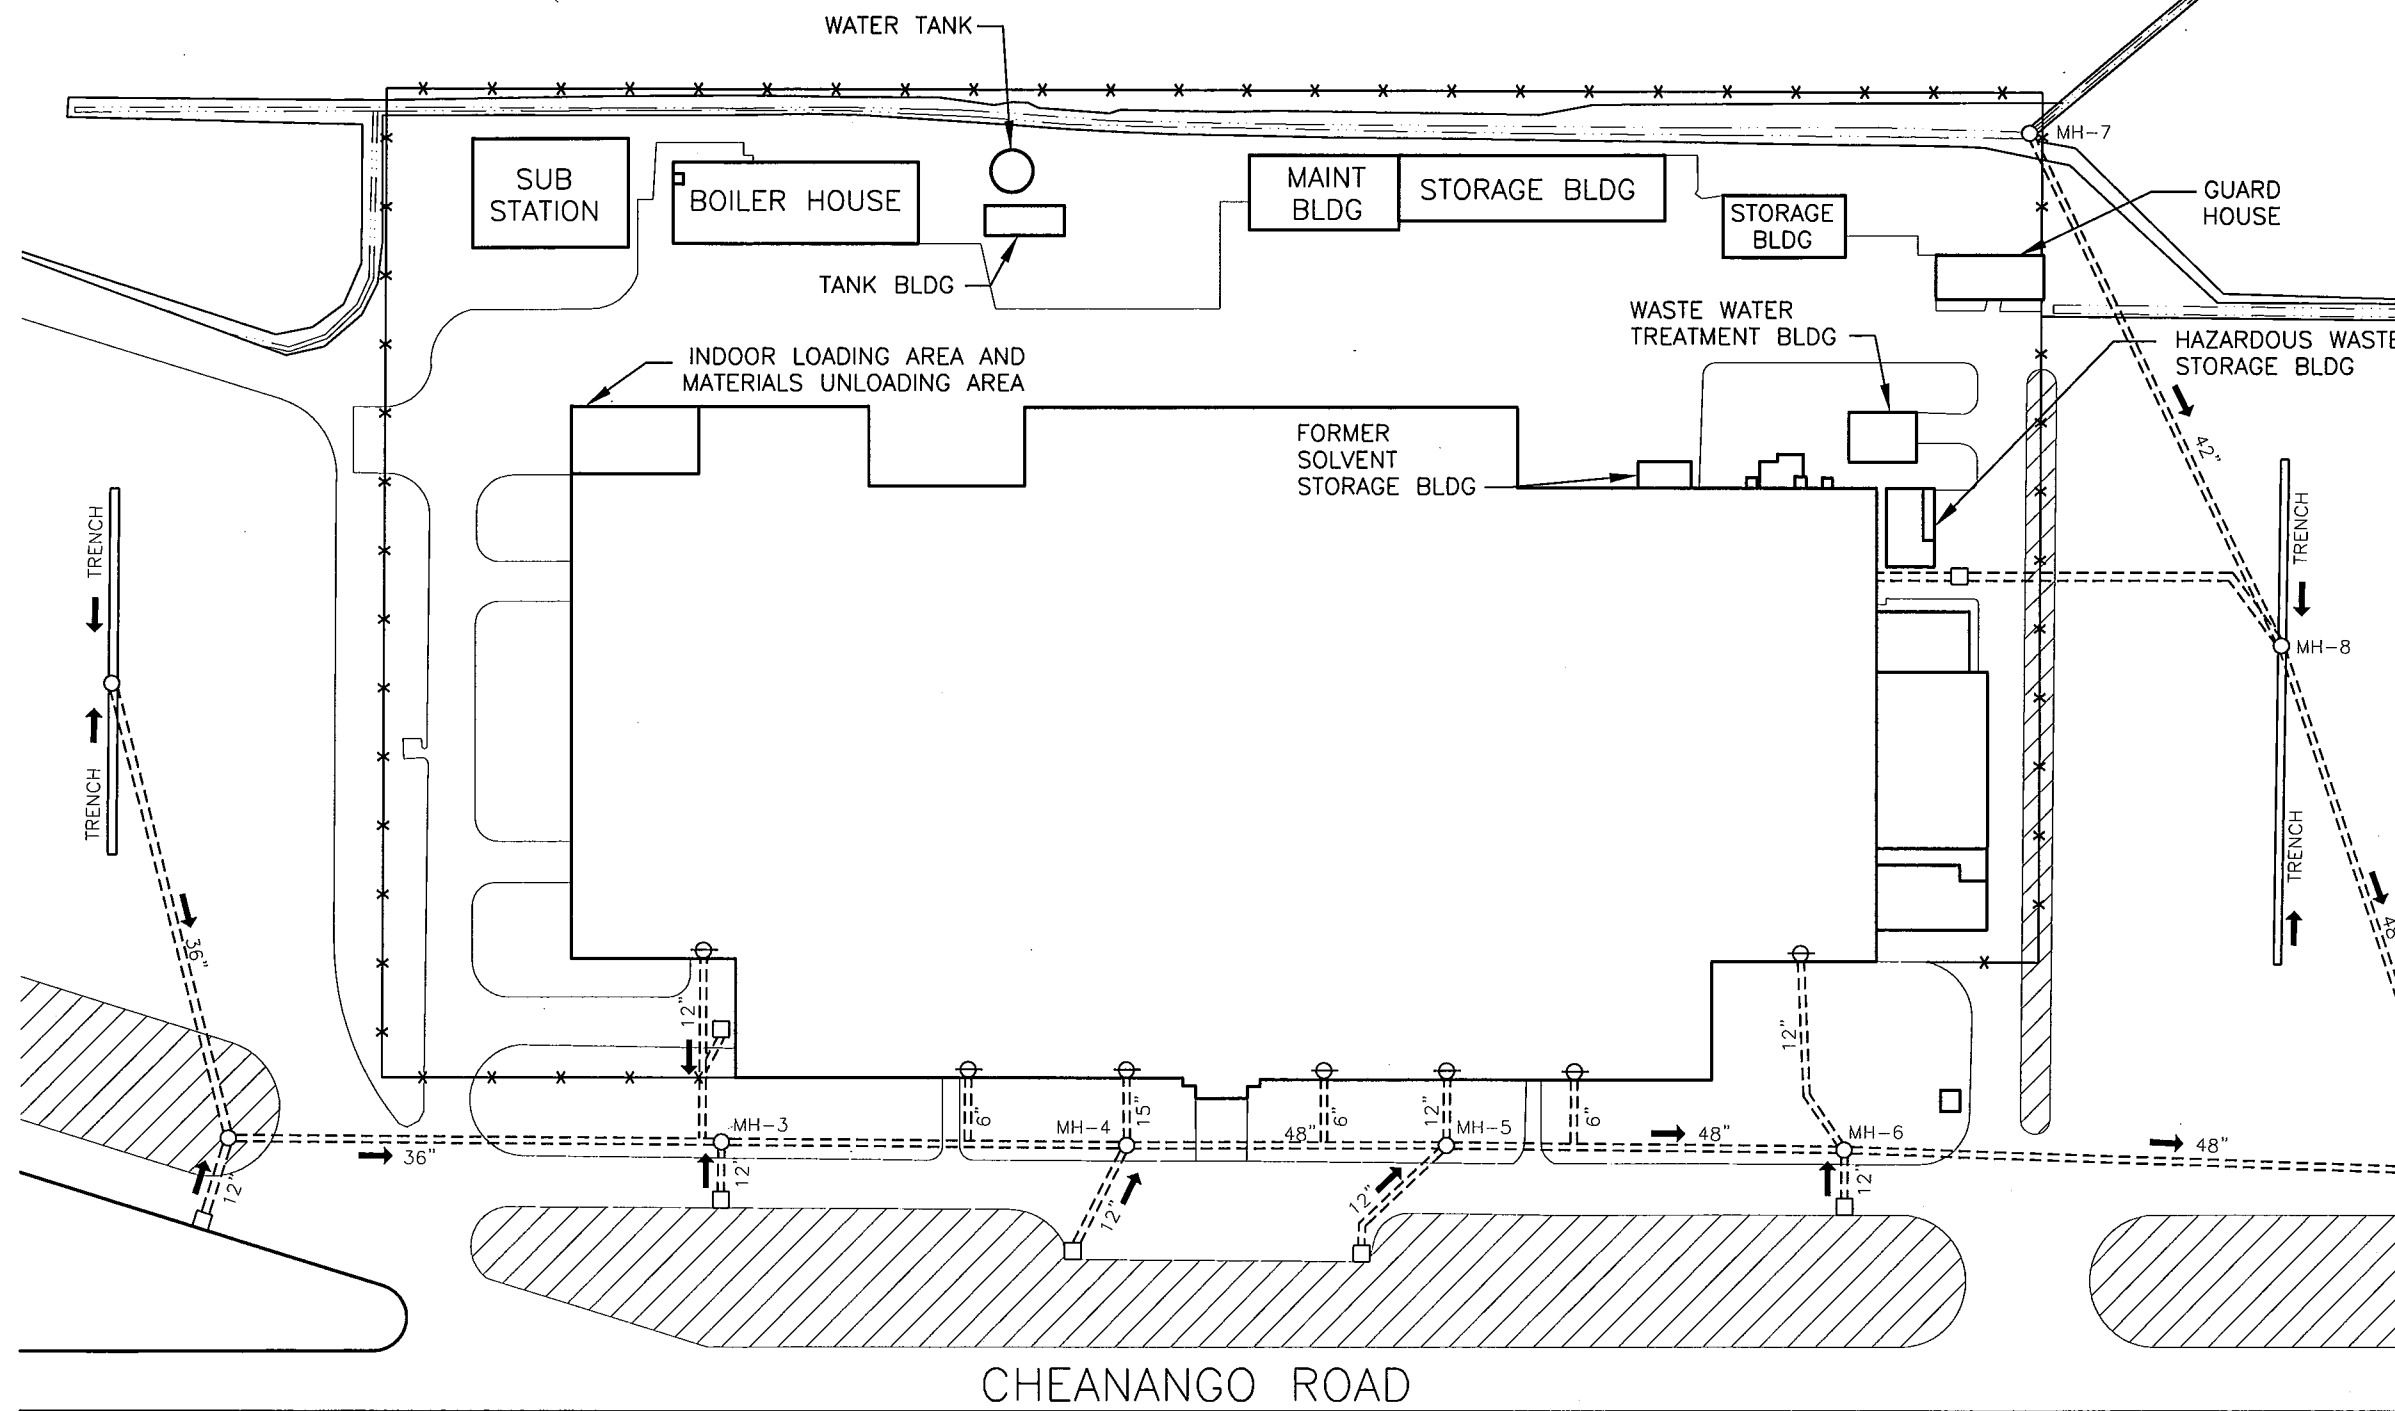 WATER TANK
MH-7
SUB
STATION
BOILER HOUSE
MAINT
BLDG
STORAGE BLDG
STORAGE
BLDG
GUARD
HOUSE
TANK BLDG
WASTE WATER
TREATMENT BLDG
HAZARDOUS WASTE
STORAGE BLDG
INDOOR LOADING AREA AND
MATERIALS UNLOADING AREA
FORMER
SOLVENT
STORAGE BLDG
42"
TRENCH
TRENCH
MH-8
TRENCH
TRENCH
36"
48
12"
12"
6"
15"
6"
12"
6"
MH-3
MH-4
48"
MH-5
48"
MH-6
48"
36"
12"
12"
12"
12"
12"
CHEANANGO ROAD